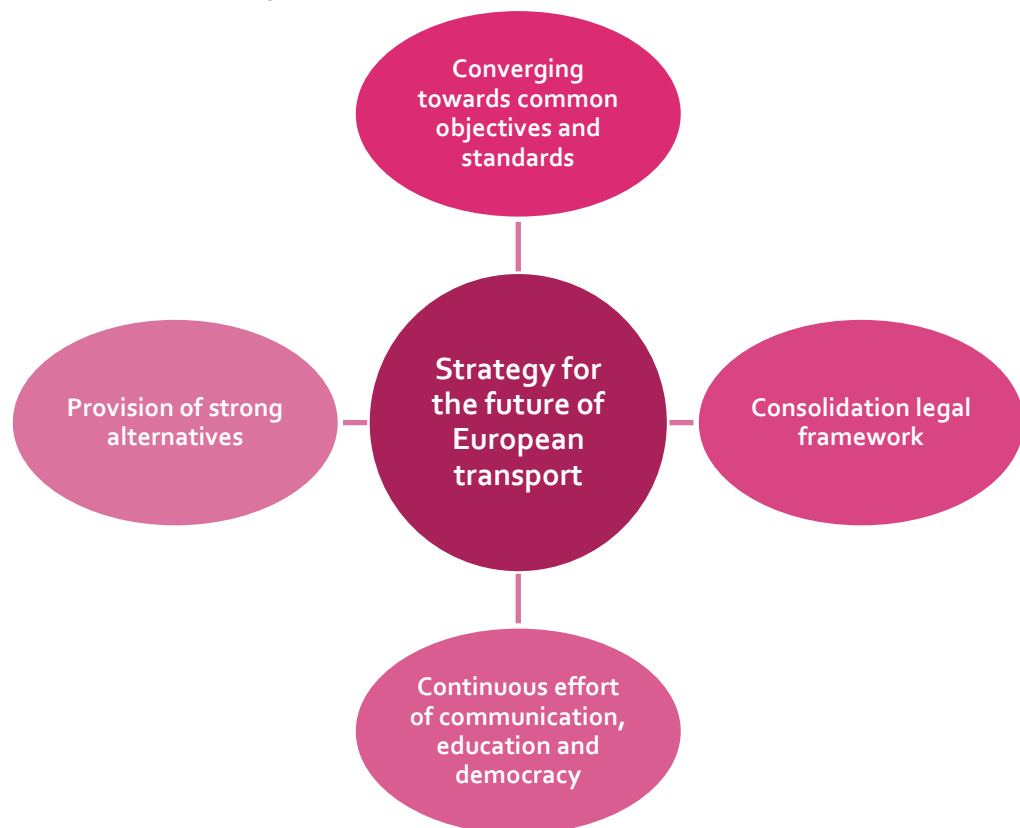 Converging
towards common
objectives and
standards
Strategy for
the future of
European
transport
Provision of strong
alternatives
Consolidation legal
framework
Continuous effort
of communication,
education and
democracy